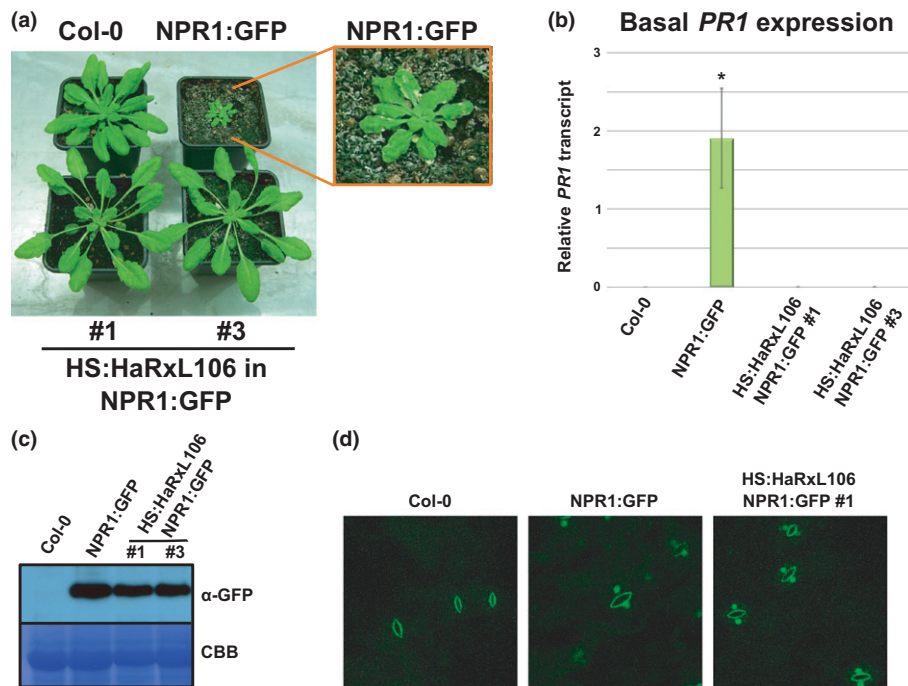 (a)
Col-0 NPR1:GFP NPR1:GFP
#1 #3
HS:HaRxL106 in
NPR1:GFP
(b)
Basal PR1 expression
Relative PR1 transcript
3
2
1
0
*
Col-0
NPR1:GFP
HS:HaRxL106
NPR1:GFP #1
HS:HaRxL106
NPR1:GFP #3
(c)
Col-0
NPR1:GFP
HS:HaRxL106
NPR1:GFP
#1 #3
α-GFP
CBB
(d)
Col-0
NPR1:GFP
HS:HaRxL106
NPR1:GFP #1